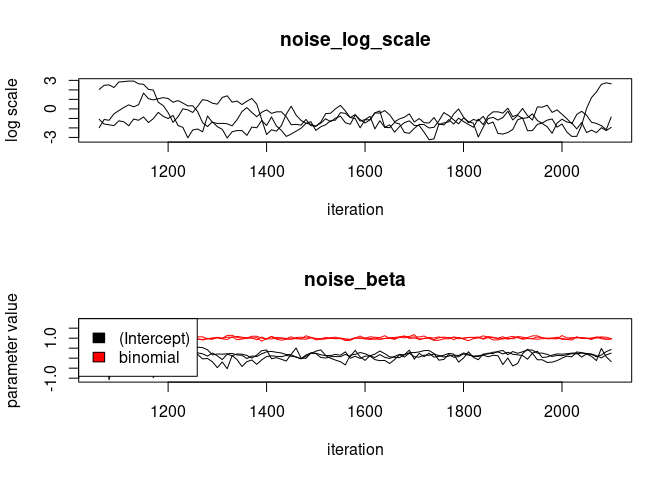 noise_log_scale
log scale
3
0
-3
1200 1400 1600 1800 2000
iteration
noise_beta
parameter value
1.0
-1.0
(Intercept)
binomial
1200 1400 1600 1800 2000
iteration